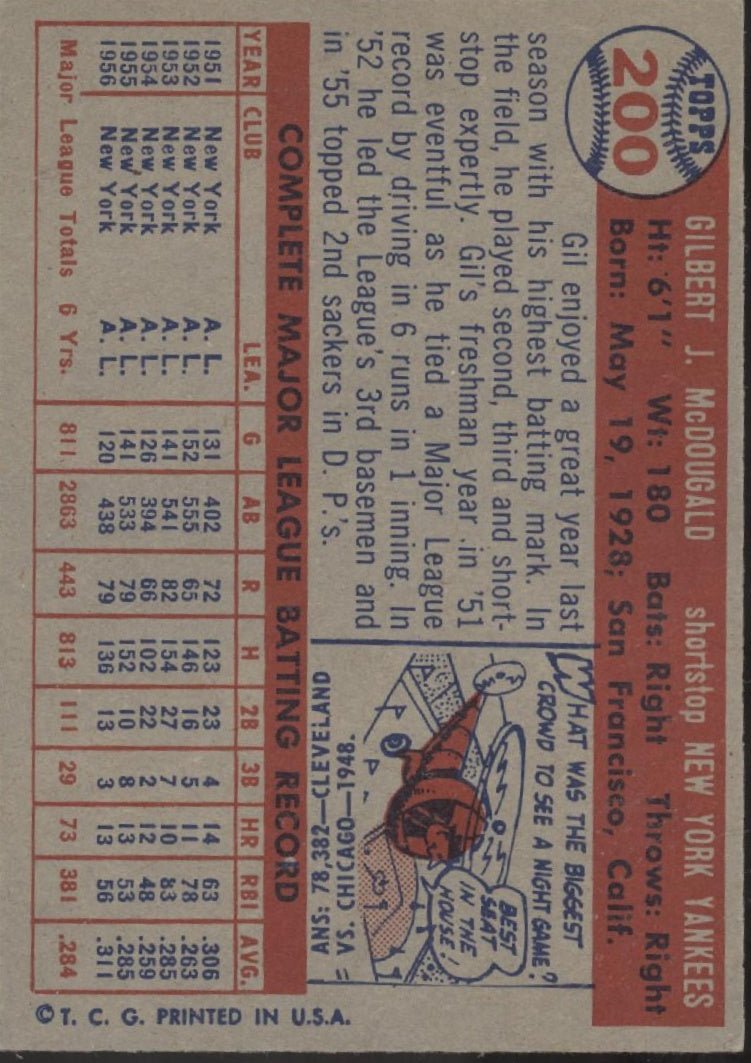 TOPPS
200
GILBERT J. McDOUGALD shortstop NEW YORK YANKEES
Ht: 6'1" Wt: 180 Bats: Right Throws: Right
Born: May 19, 1928; San Francisco, Calif.
Gil enjoyed a great year last
season with his highest batting mark. In
the field, he played second, third and short-
stop expertly. Gil's freshman year in '51
was eventful as he tied a Major League
record by driving in 6 runs in 1 inning. In
'52 he led the League's 3rd basemen and
in '55 topped 2nd sackers in D. P.'s.
WHAT WAS THE BIGGEST
CROWD TO SEE A NIGHT GAME?
BEST
SEAT
IN THE
HOUSE!
ANS: 78,382—CLEVELAND
VS. CHICAGO—1948.
COMPLETE MAJOR LEAGUE BATTING RECORD
YEAR CLUB LEA. G AB R H 2B 3B HR RBI AVG.
1951 New York A. L. 131 402 72 123 23 4 14 63 .306
1952 New York A. L. 152 555 65 146 16 5 11 78 .263
1953 New York A. L. 141 541 82 154 27 7 10 83 .285
1954 New York A. L. 126 394 66 102 22 2 12 48 .259
1955 New York A. L. 141 533 79 152 10 8 13 53 .285
1956 New York A. L. 120 438 79 136 13 3 13 56 .311
Major League Totals 6 Yrs. 811 2863 443 813 111 29 73 381 .284
© T. C. G. PRINTED IN U.S.A.